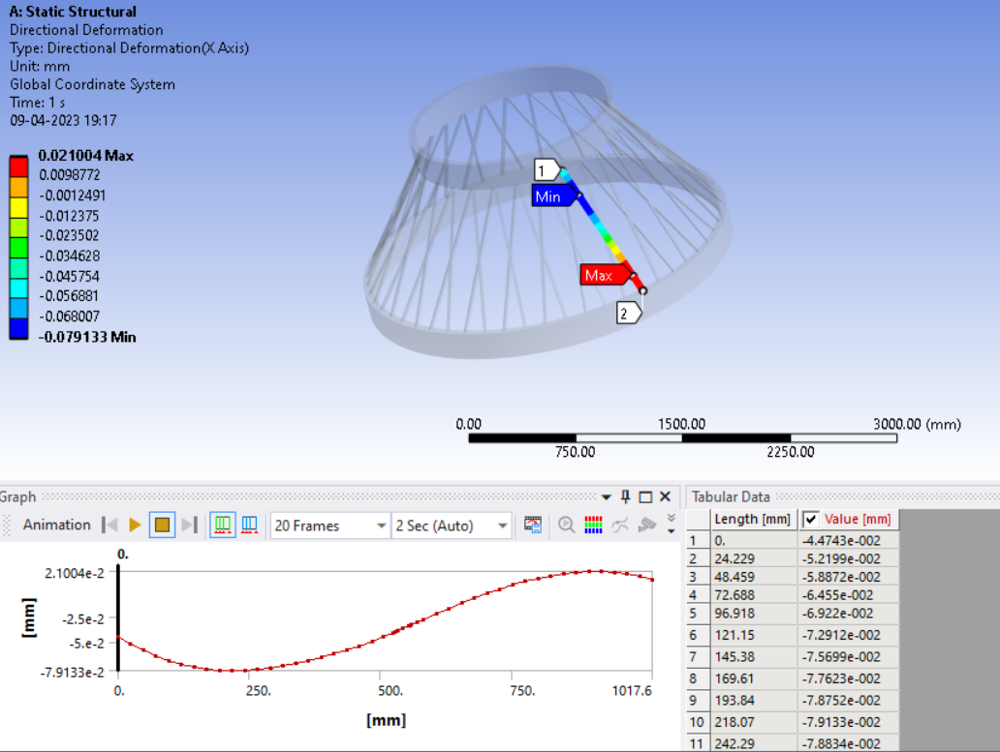 A: Static Structural
Directional Deformation
Type: Directional Deformation(X Axis)
Unit: mm
Global Coordinate System
Time: 1 s
09-04-2023 19:17
0.021004 Max
0.0098772
-0.0012491
-0.012375
-0.023502
-0.034628
-0.045754
-0.056881
-0.068007
-0.079133 Min
1
Min
Max
2
0.00 1500.00 3000.00 (mm)
750.00 2250.00
Graph
Animation 20 Frames 2 Sec (Auto)
0.
2.1004e-2
-2.5e-2
-5.e-2
-7.9133e-2
[mm]
0. 250. 500. 750. 1017.6
[mm]
Tabular Data
Length [mm] Value [mm]
1 0. -4.4743e-002
2 24.229 -5.2199e-002
3 48.459 -5.8872e-002
4 72.688 -6.455e-002
5 96.918 -6.922e-002
6 121.15 -7.2912e-002
7 145.38 -7.5699e-002
8 169.61 -7.7623e-002
9 193.84 -7.8752e-002
10 218.07 -7.9133e-002
11 242.29 -7.8834e-002